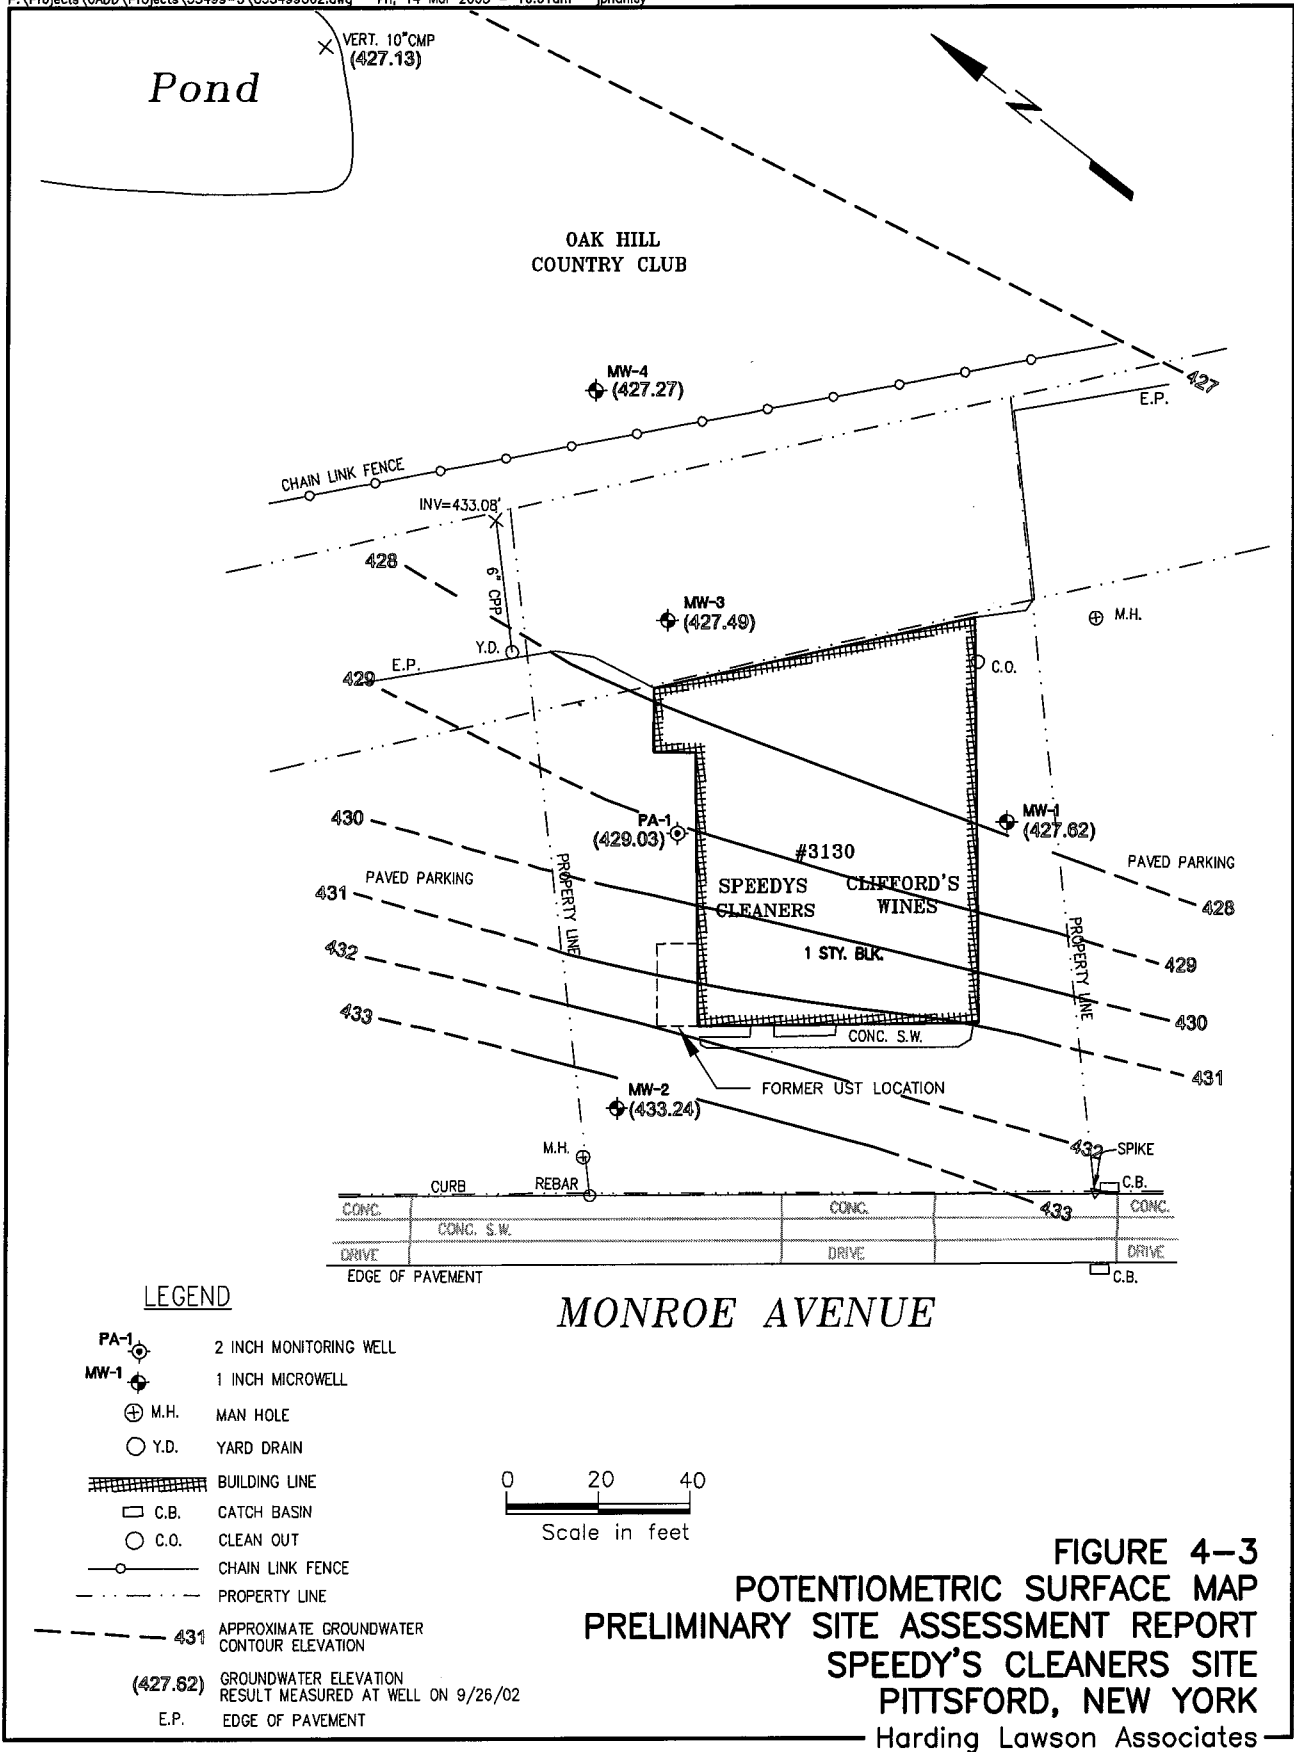 VERT. 10"CMP
(427.13)
Pond
N
OAK HILL
COUNTRY CLUB
MW-4
(427.27)
427
E.P.
CHAIN LINK FENCE
INV=433.08'
428
6" CPP
MW-3
(427.49)
M.H.
Y.D.
E.P.
C.O.
429
430
PA-1
(429.03)
MW-1
(427.62)
#3130
PROPERTY LINE
PAVED PARKING
PAVED PARKING
SPEEDYS
CLEANERS
CLIFFORD'S
WINES
431
428
PROPERTY LINE
432
1 STY. BLK.
429
433
430
CONC. S.W.
431
FORMER UST LOCATION
MW-2
(433.24)
M.H.
432
SPIKE
CURB
REBAR
C.B.
CONC.
CONC.
433
CONC.
CONC. S.W.
DRIVE
DRIVE
DRIVE
EDGE OF PAVEMENT
C.B.
MONROE AVENUE
LEGEND
PA-1 2 INCH MONITORING WELL
MW-1 1 INCH MICROWELL
M.H. MAN HOLE
Y.D. YARD DRAIN
BUILDING LINE
C.B. CATCH BASIN
C.O. CLEAN OUT
CHAIN LINK FENCE
PROPERTY LINE
431 APPROXIMATE GROUNDWATER
CONTOUR ELEVATION
(427.62) GROUNDWATER ELEVATION
RESULT MEASURED AT WELL ON 9/26/02
E.P. EDGE OF PAVEMENT
0 20 40
Scale in feet
FIGURE 4-3
POTENTIOMETRIC SURFACE MAP
PRELIMINARY SITE ASSESSMENT REPORT
SPEEDY'S CLEANERS SITE
PITTSFORD, NEW YORK
Harding Lawson Associates